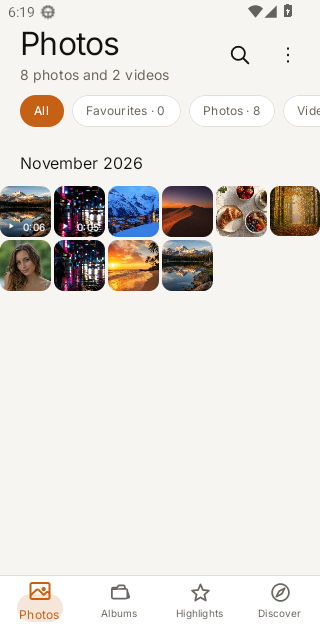 6:19
Photos
8 photos and 2 videos
All
Favourites · 0
Photos · 8
Vide
November 2026
0:06
0:05
Photos
Albums
Highlights
Discover